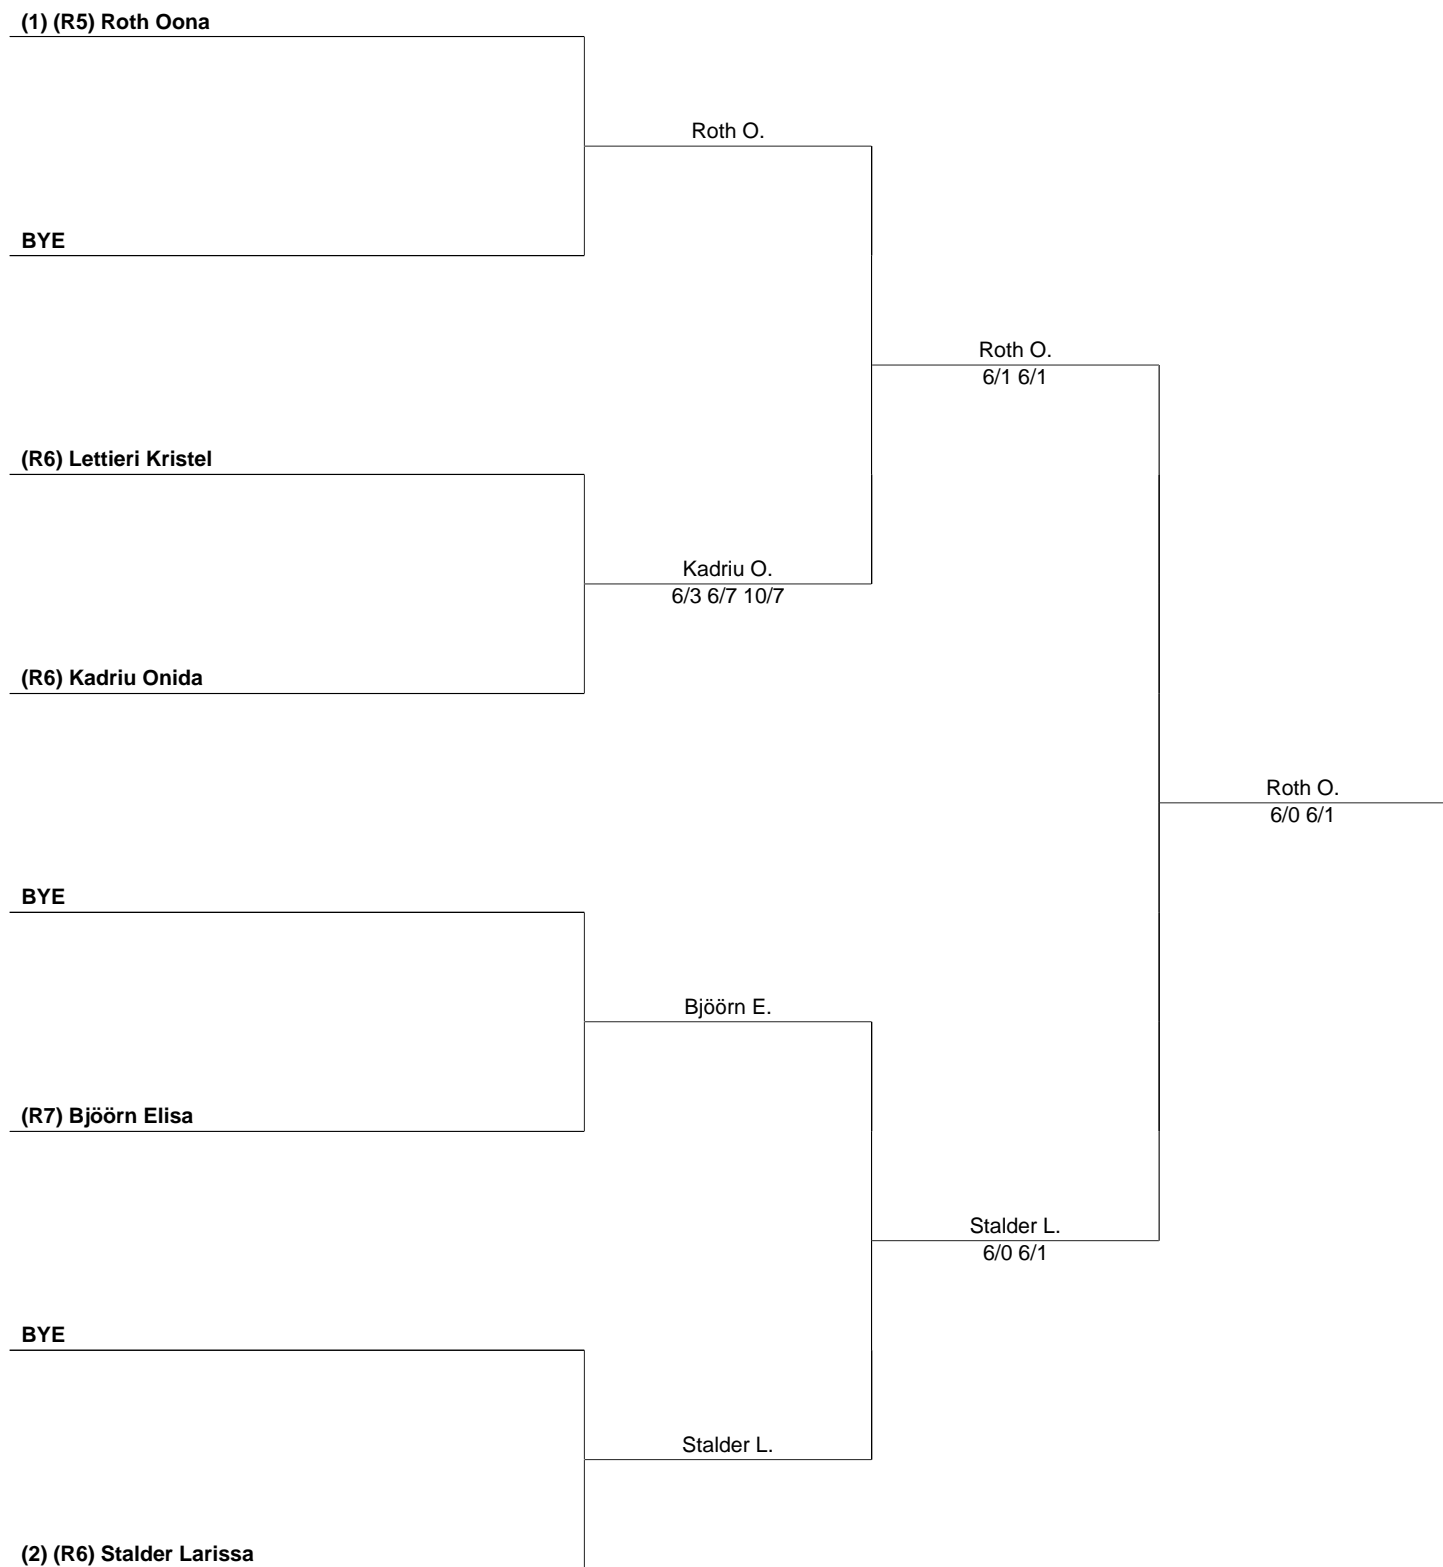 (1) (R5) Roth Oona
Roth O.
BYE
Roth O.
6/1 6/1
(R6) Lettieri Kristel
Kadriu O.
6/3 6/7 10/7
(R6) Kadriu Onida
Roth O.
6/0 6/1
BYE
Bjöörn E.
(R7) Bjöörn Elisa
Stalder L.
6/0 6/1
BYE
Stalder L.
(2) (R6) Stalder Larissa